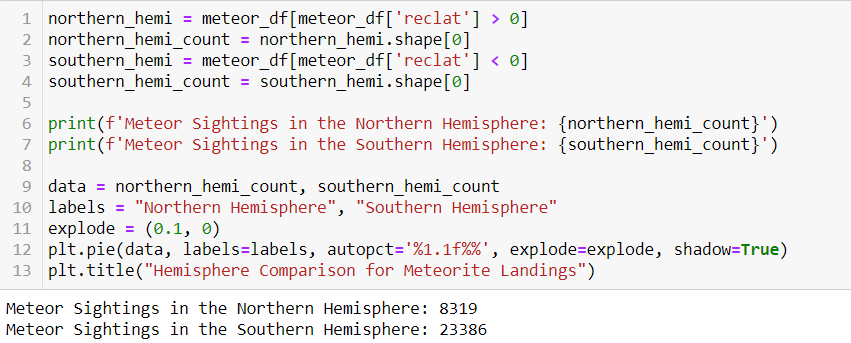 1 northern_hemi = meteor_df[meteor_df['reclat'] > 0]
2 northern_hemi_count = northern_hemi.shape[0]
3 southern_hemi = meteor_df[meteor_df['reclat'] < 0]
4 southern_hemi_count = southern_hemi.shape[0]
5
6 print(f'Meteor Sightings in the Northern Hemisphere: {northern_hemi_count}')
7 print(f'Meteor Sightings in the Southern Hemisphere: {southern_hemi_count}')
8
9 data = northern_hemi_count, southern_hemi_count
10 labels = "Northern Hemisphere", "Southern Hemisphere"
11 explode = (0.1, 0)
12 plt.pie(data, labels=labels, autopct='%1.1f%%', explode=explode, shadow=True)
13 plt.title("Hemisphere Comparison for Meteorite Landings")
Meteor Sightings in the Northern Hemisphere: 8319
Meteor Sightings in the Southern Hemisphere: 23386